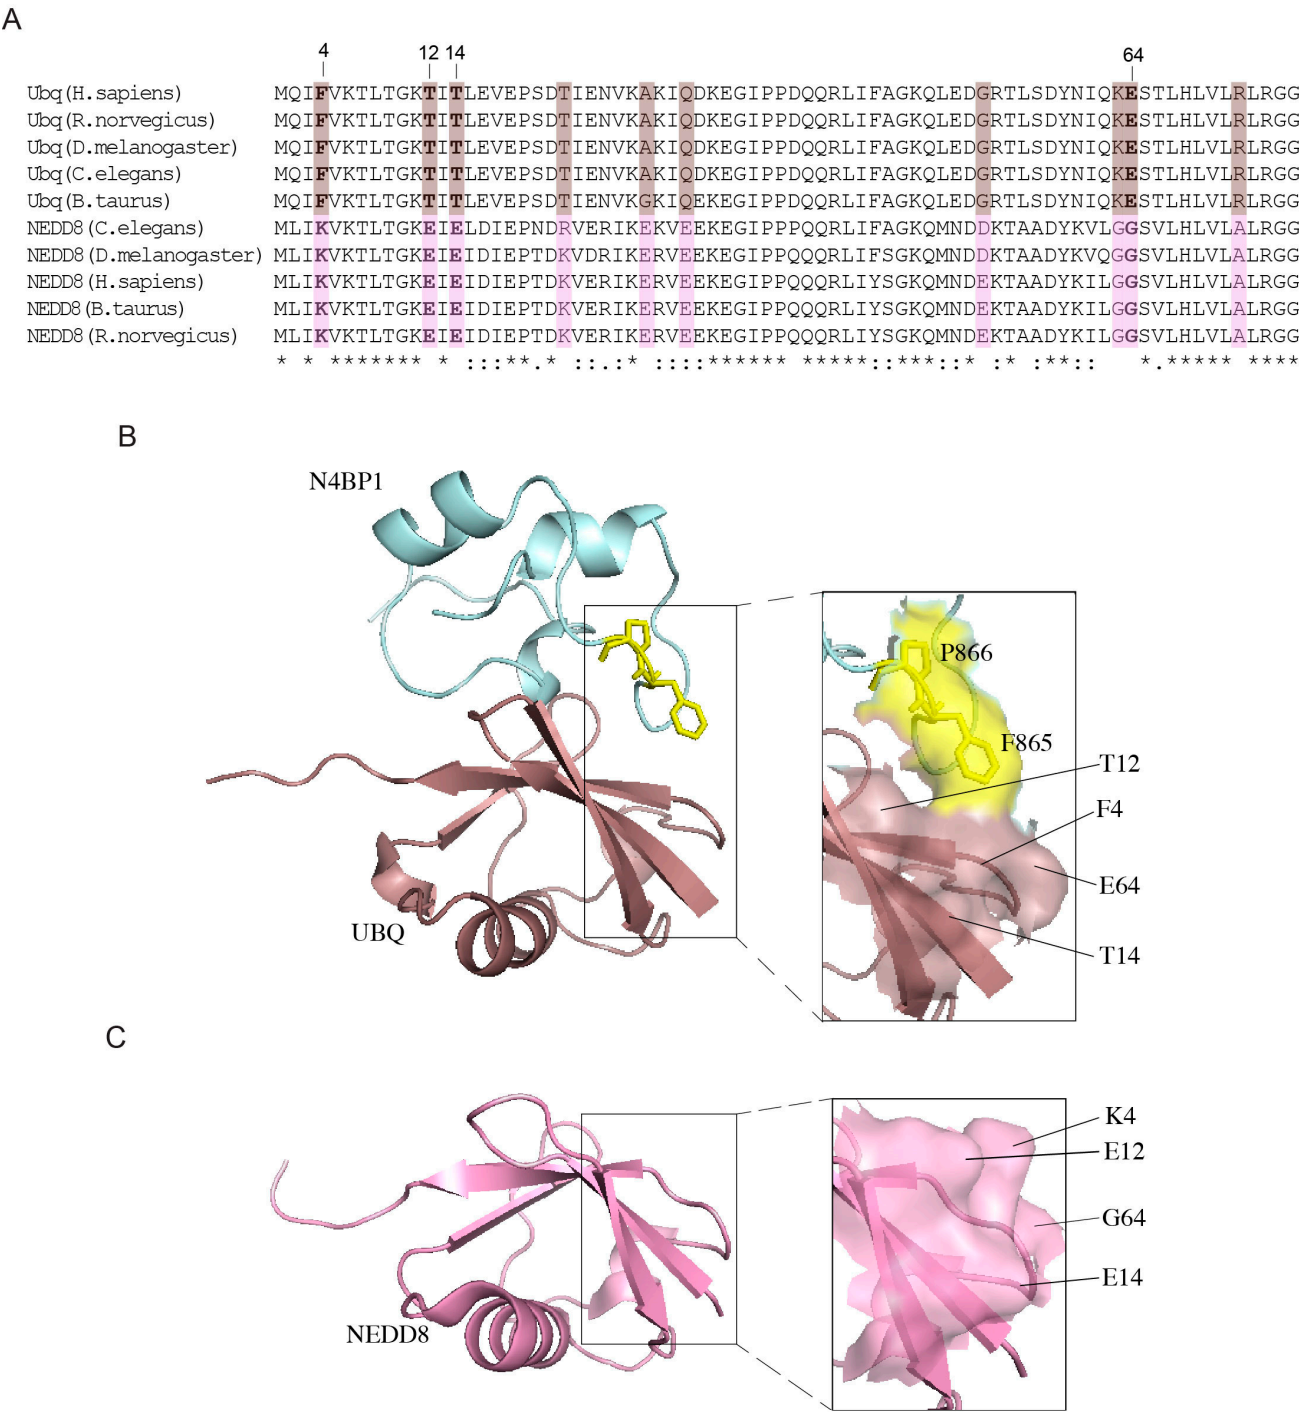 A
4 12 14 64
Ubq(H.sapiens) MQIFVKTLTGKTITLEVEPSDTIENVKAKIQDKEGIPPDQQRLIFAGKQLEDGRTLSDYNIQKESTLHLVLRLRGG
Ubq(R.norvegicus) MQIFVKTLTGKTITLEVEPSDTIENVKAKIQDKEGIPPDQQRLIFAGKQLEDGRTLSDYNIQKESTLHLVLRLRGG
Ubq(D.melanogaster) MQIFVKTLTGKTITLEVEPSDTIENVKAKIQDKEGIPPDQQRLIFAGKQLEDGRTLSDYNIQKESTLHLVLRLRGG
Ubq(C.elegans) MQIFVKTLTGKTITLEVEPSDTIENVKAKIQDKEGIPPDQQRLIFAGKQLEDGRTLSDYNIQKESTLHLVLRLRGG
Ubq(B.taurus) MQIFVKTLTGKTITLEVEPSDTIENVKGKIQEKEGIPPDQQRLIFAGKQLEDGRTLSDYNIQKESTLHLVLRLRGG
NEDD8(C.elegans) MLIKVKTLTGKEIELDIEPNDRVERIKEKVEEKEGIPPPQQRLIFAGKQMNDDKTAADYKVLGGSVLHLVLALRGG
NEDD8(D.melanogaster) MLIKVKTLTGKEIEIDIEPTDKVDRIKERVEEKEGIPPQQQRLIFSGKQMNDDKTAADYKVQGGSVLHLVLALRGG
NEDD8(H.sapiens) MLIKVKTLTGKEIEIDIEPTDKVERIKERVEEKEGIPPQQQRLIYSGKQMNDEKTAADYKILGGSVLHLVLALRGG
NEDD8(B.taurus) MLIKVKTLTGKEIEIDIEPTDKVERIKERVEEKEGIPPQQQRLIYSGKQMNDEKTAADYKILGGSVLHLVLALRGG
NEDD8(R.norvegicus) MLIKVKTLTGKEIEIDIEPTDKVERIKERVEEKEGIPPQQQRLIYSGKQMNDEKTAADYKILGGSVLHLVLALRGG
* * ******* * :::**.* ::.:* ::::****** ******::***::* :* :**:: *.***** ****
B
N4BP1
P866
F865
T12
F4
E64
UBQ
T14
C
K4
E12
G64
E14
NEDD8